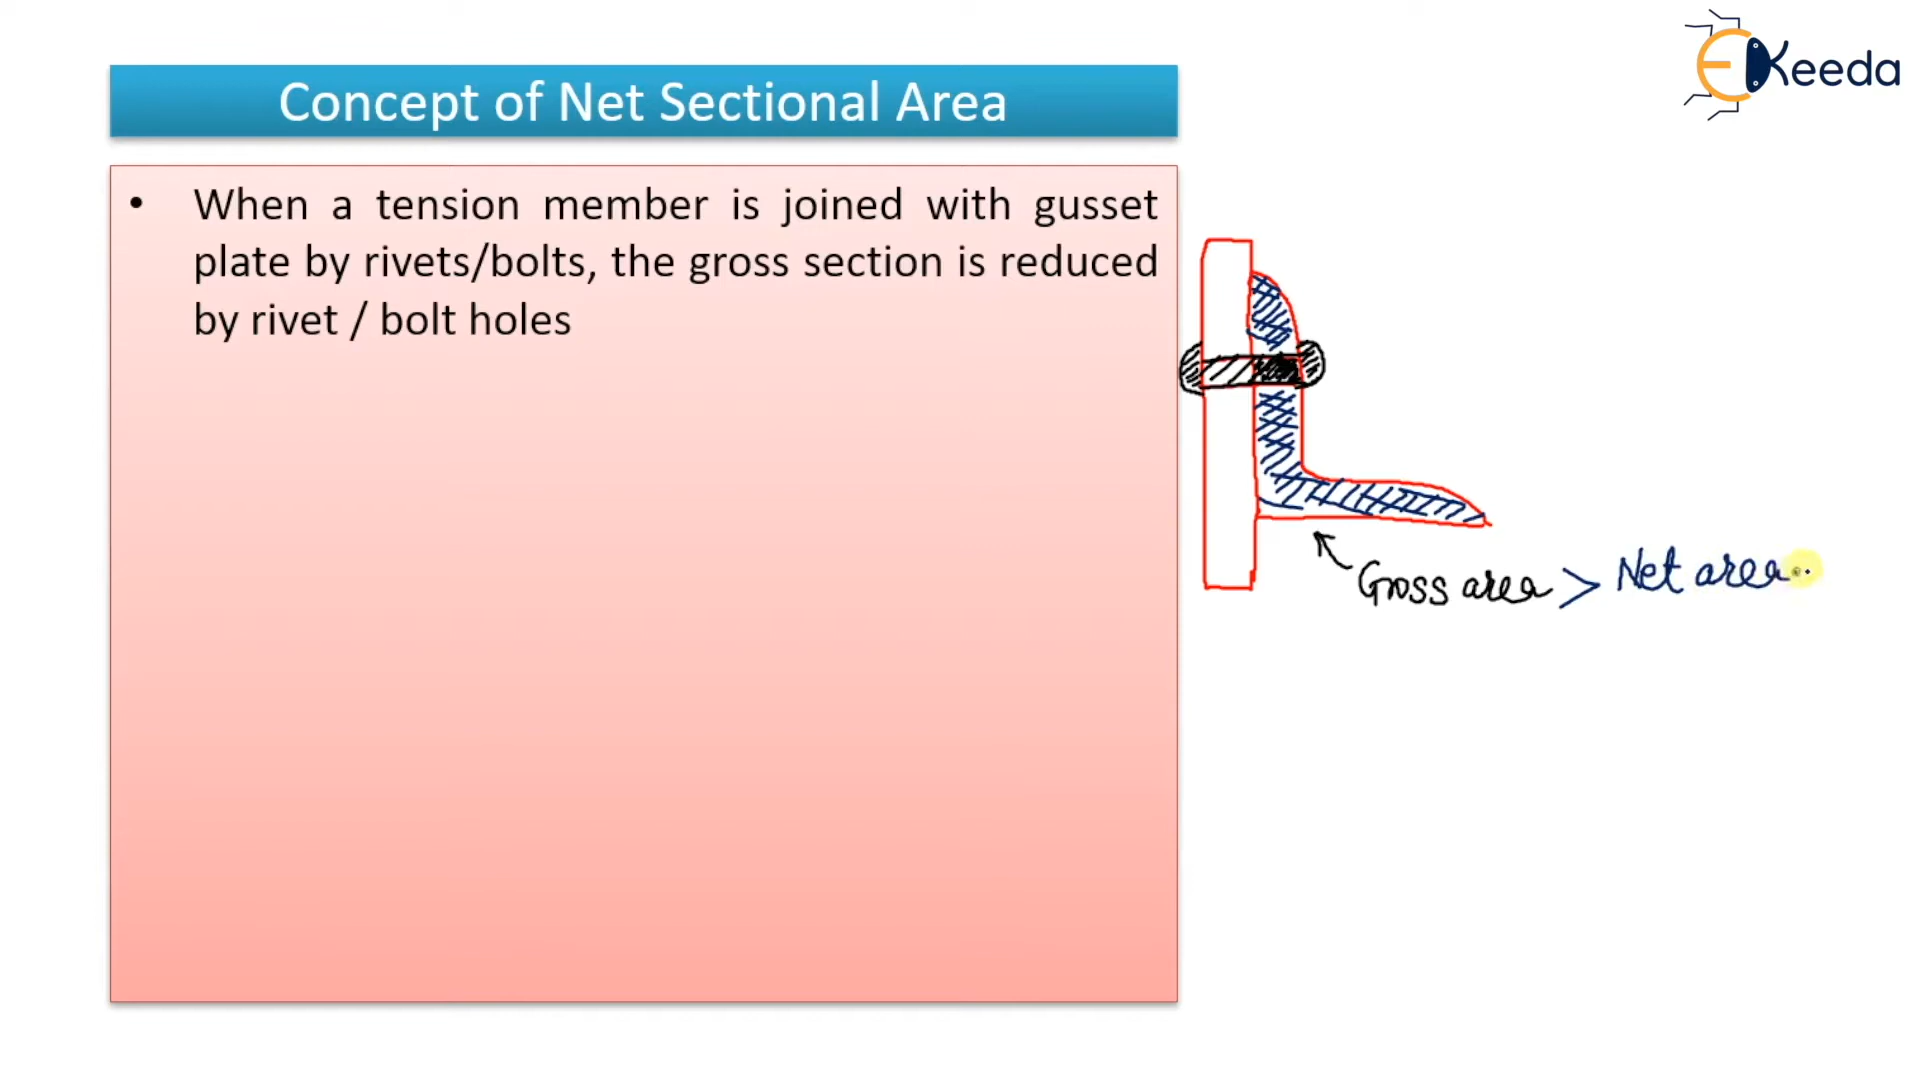 EKeeda
Concept of Net Sectional Area
• When a tension member is joined with gusset
plate by rivets/bolts, the gross section is reduced
by rivet / bolt holes
Gross area > Net area